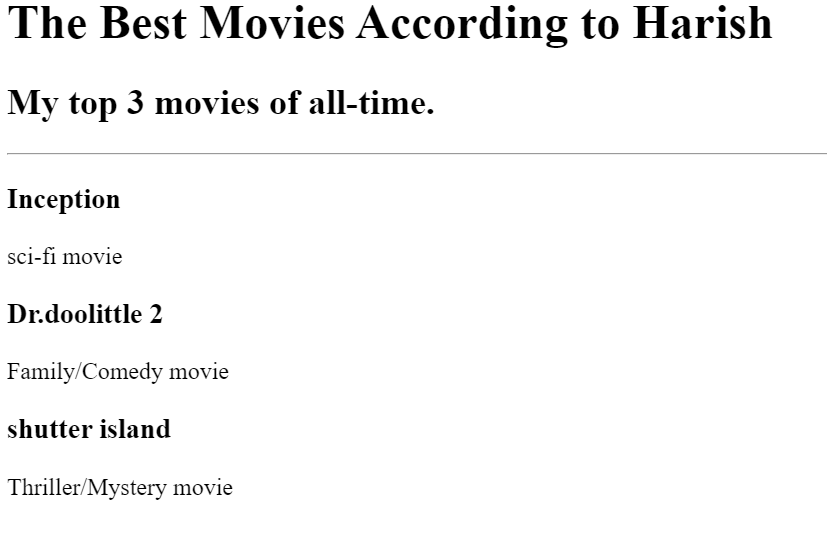 The Best Movies According to Harish
My top 3 movies of all-time.
Inception
sci-fi movie
Dr.doolittle 2
Family/Comedy movie
shutter island
Thriller/Mystery movie